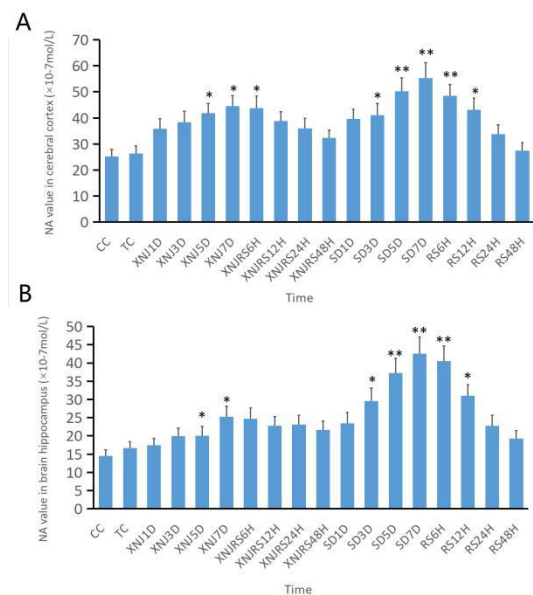 A
NA value in cerebral cortex (×10-7mol/L)
70
60
50
40
30
20
10
0
* * * * ** ** ** *
CC TC XNJ1D XNJ3D XNJ5D XNJ7D XNJRS6H XNJRS12H XNJRS24H XNJRS48H SD1D SD3D SD5D SD7D RS6H RS12H RS24H RS48H
Time
B
NA value in brain hippocampus (×10-7mol/L)
50
45
40
35
30
25
20
15
10
5
0
* * * ** ** ** *
CC TC XNJ1D XNJ3D XNJ5D XNJ7D XNJRS6H XNJRS12H XNJRS24H XNJRS48H SD1D SD3D SD5D SD7D RS6H RS12H RS24H RS48H
Time